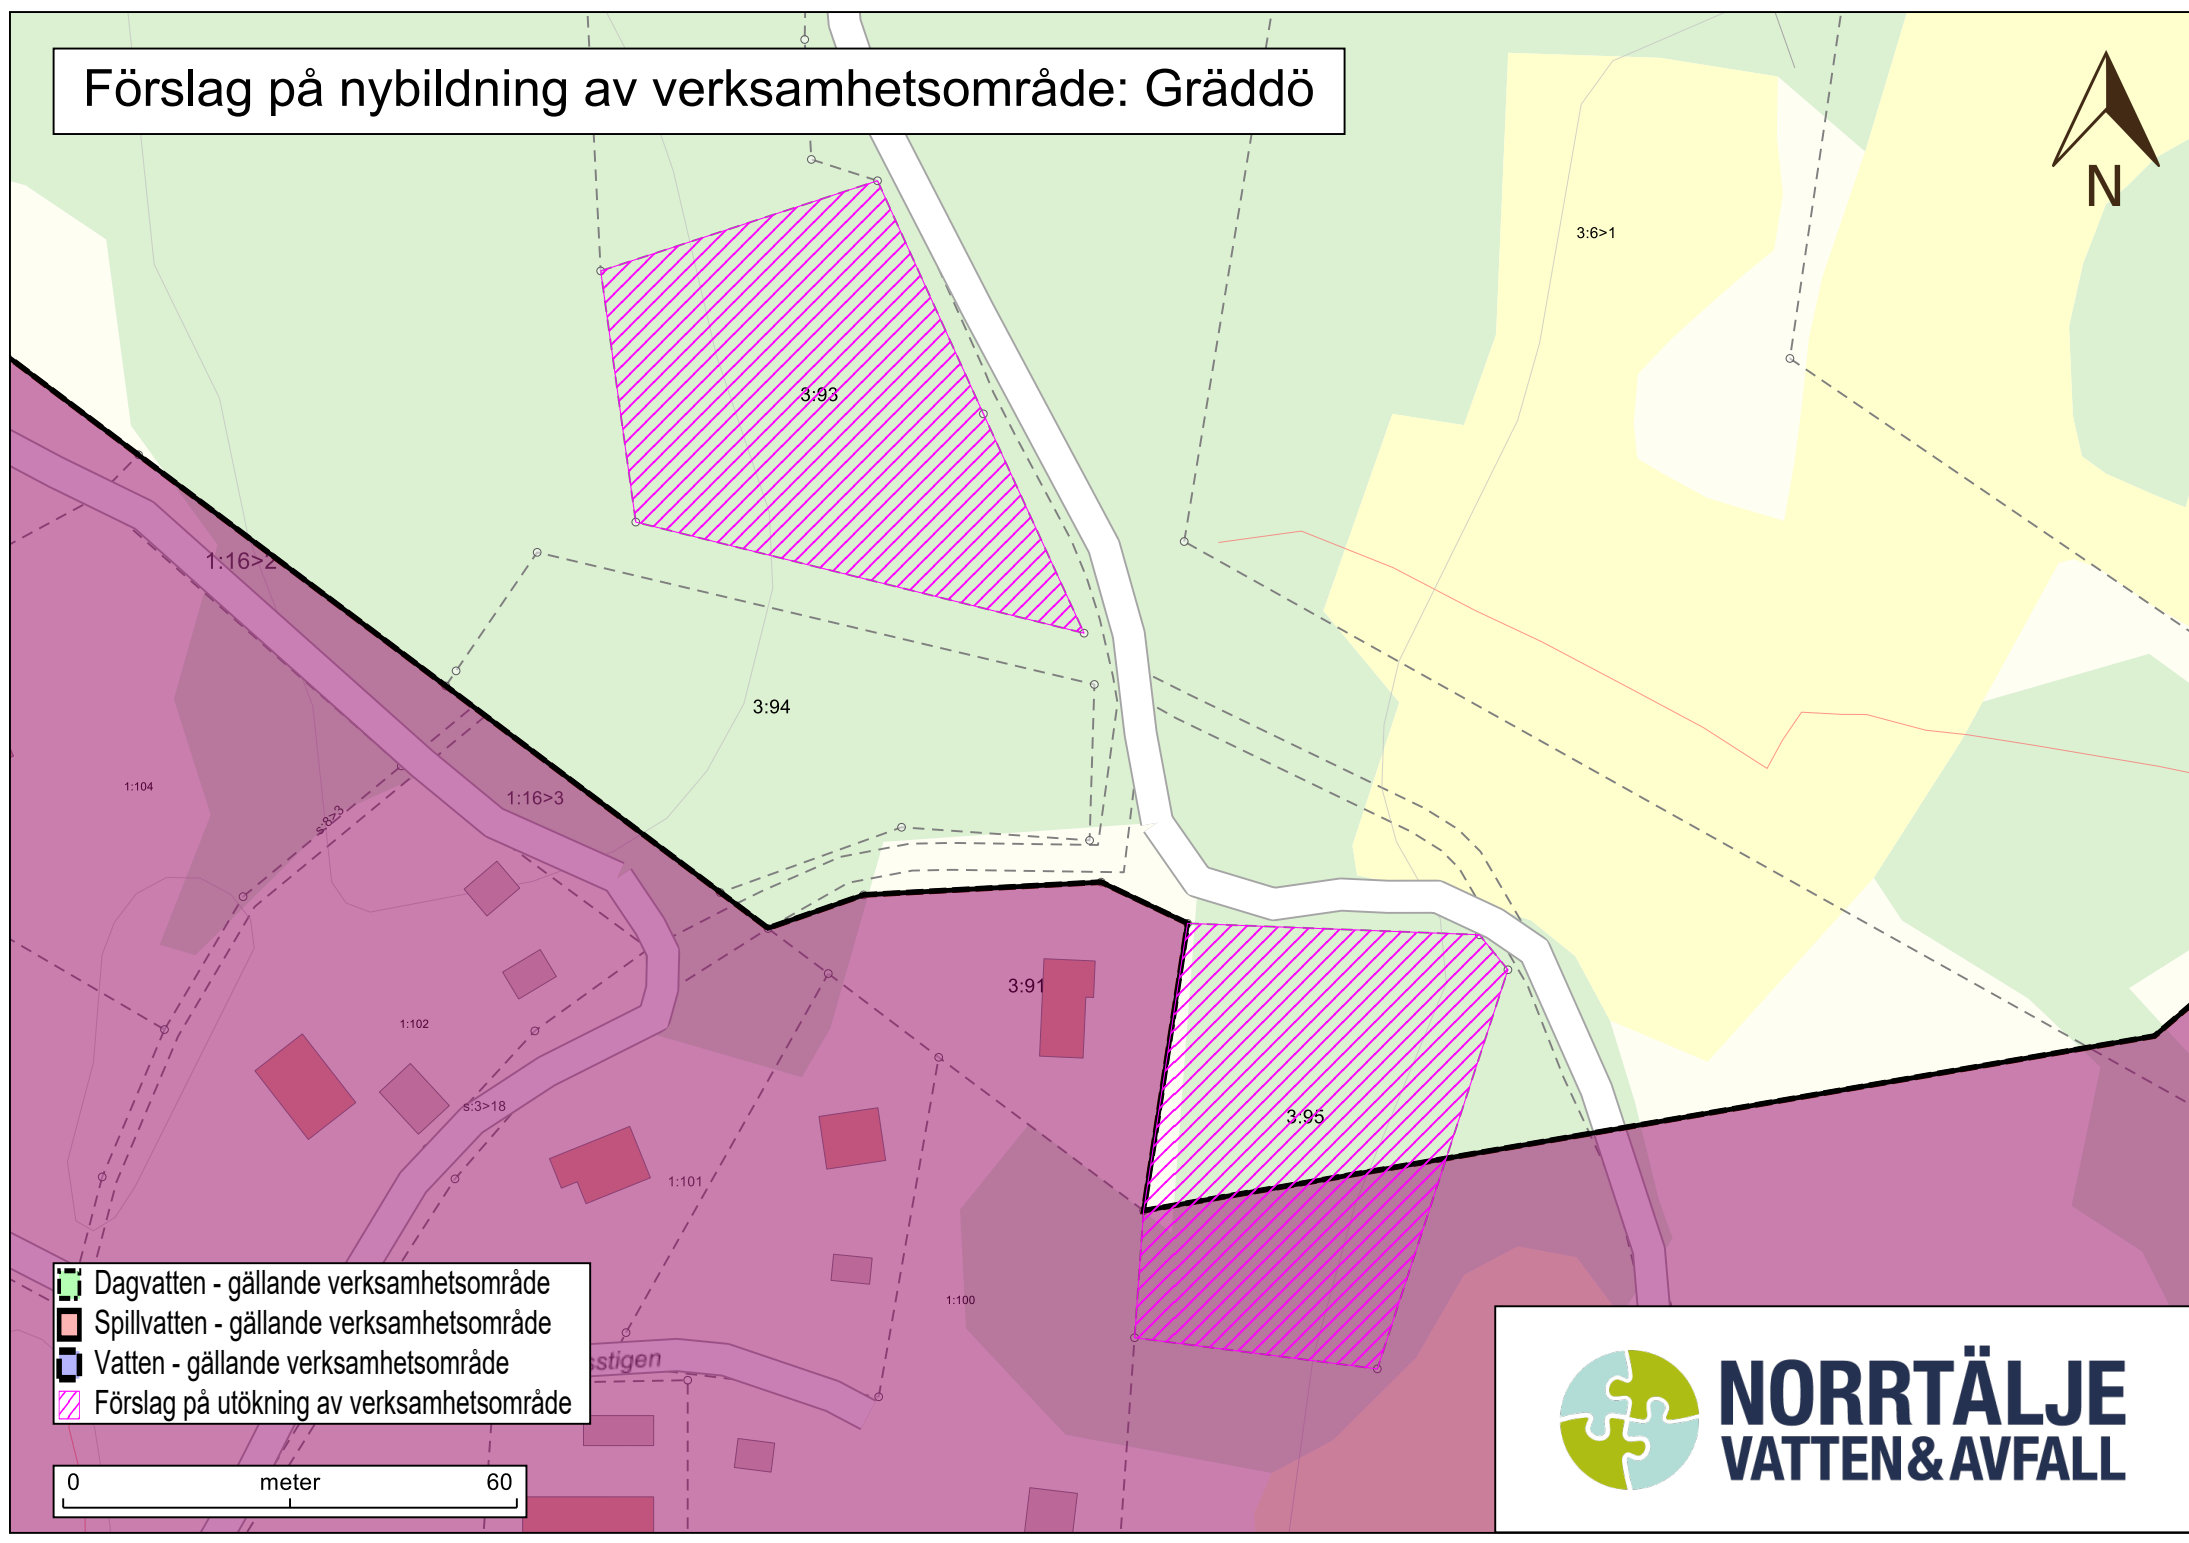 Förslag på nybildning av verksamhetsområde: Gräddö
N
3:6>1
3:93
1:16>2
3:94
1:104
1:16>3
s:8>3
3:91
1:102
s:3>18
3:95
1:101
1:100
sstigen
Dagvatten - gällande verksamhetsområde
Spillvatten - gällande verksamhetsområde
Vatten - gällande verksamhetsområde
Förslag på utökning av verksamhetsområde
0 meter 60
NORRTÄLJE
VATTEN & AVFALL